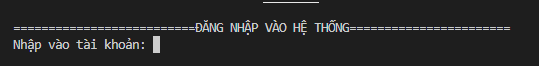 ==========================ĐĂNG NHẬP VÀO HỆ THỐNG=======================
Nhập vào tài khoản: